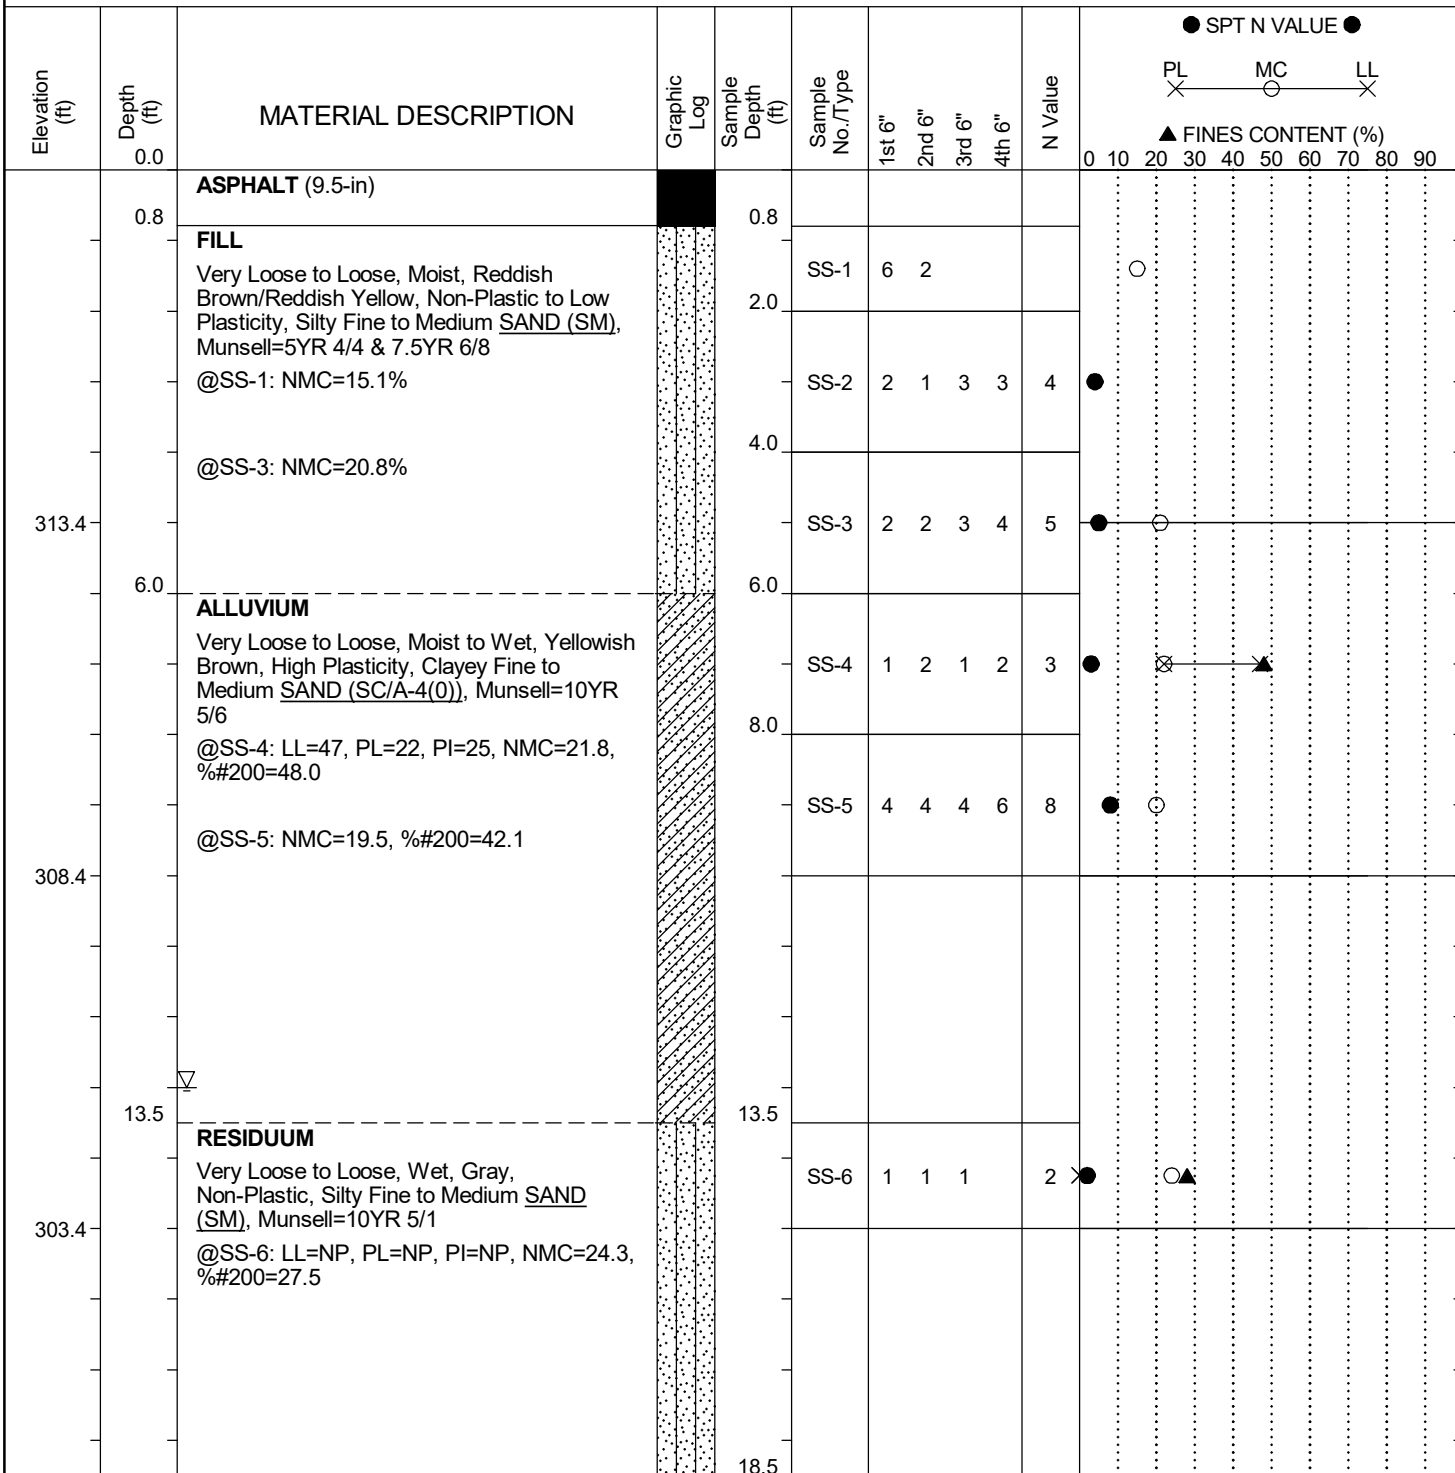 ● SPT N VALUE ●
PL MC LL
▲ FINES CONTENT (%)
Elevation (ft)
Depth (ft)
MATERIAL DESCRIPTION
Graphic Log
Sample Depth (ft)
Sample No./Type
1st 6"
2nd 6"
3rd 6"
4th 6"
N Value
0.0
0 10 20 30 40 50 60 70 80 90
ASPHALT (9.5-in)
0.8 0.8
FILL
Very Loose to Loose, Moist, Reddish
Brown/Reddish Yellow, Non-Plastic to Low
Plasticity, Silty Fine to Medium SAND (SM),
Munsell=5YR 4/4 & 7.5YR 6/8
SS-1 6 2
2.0
@SS-1: NMC=15.1%
SS-2 2 1 3 3 4
4.0
@SS-3: NMC=20.8%
313.4
SS-3 2 2 3 4 5
6.0 6.0
ALLUVIUM
Very Loose to Loose, Moist to Wet, Yellowish
Brown, High Plasticity, Clayey Fine to
Medium SAND (SC/A-4(0)), Munsell=10YR
5/6
SS-4 1 2 1 2 3
8.0
@SS-4: LL=47, PL=22, PI=25, NMC=21.8,
%#200=48.0
SS-5 4 4 4 6 8
@SS-5: NMC=19.5, %#200=42.1
308.4
13.5 13.5
RESIDUUM
Very Loose to Loose, Wet, Gray,
Non-Plastic, Silty Fine to Medium SAND
(SM), Munsell=10YR 5/1
SS-6 1 1 1 2
303.4
@SS-6: LL=NP, PL=NP, PI=NP, NMC=24.3,
%#200=27.5
18.5